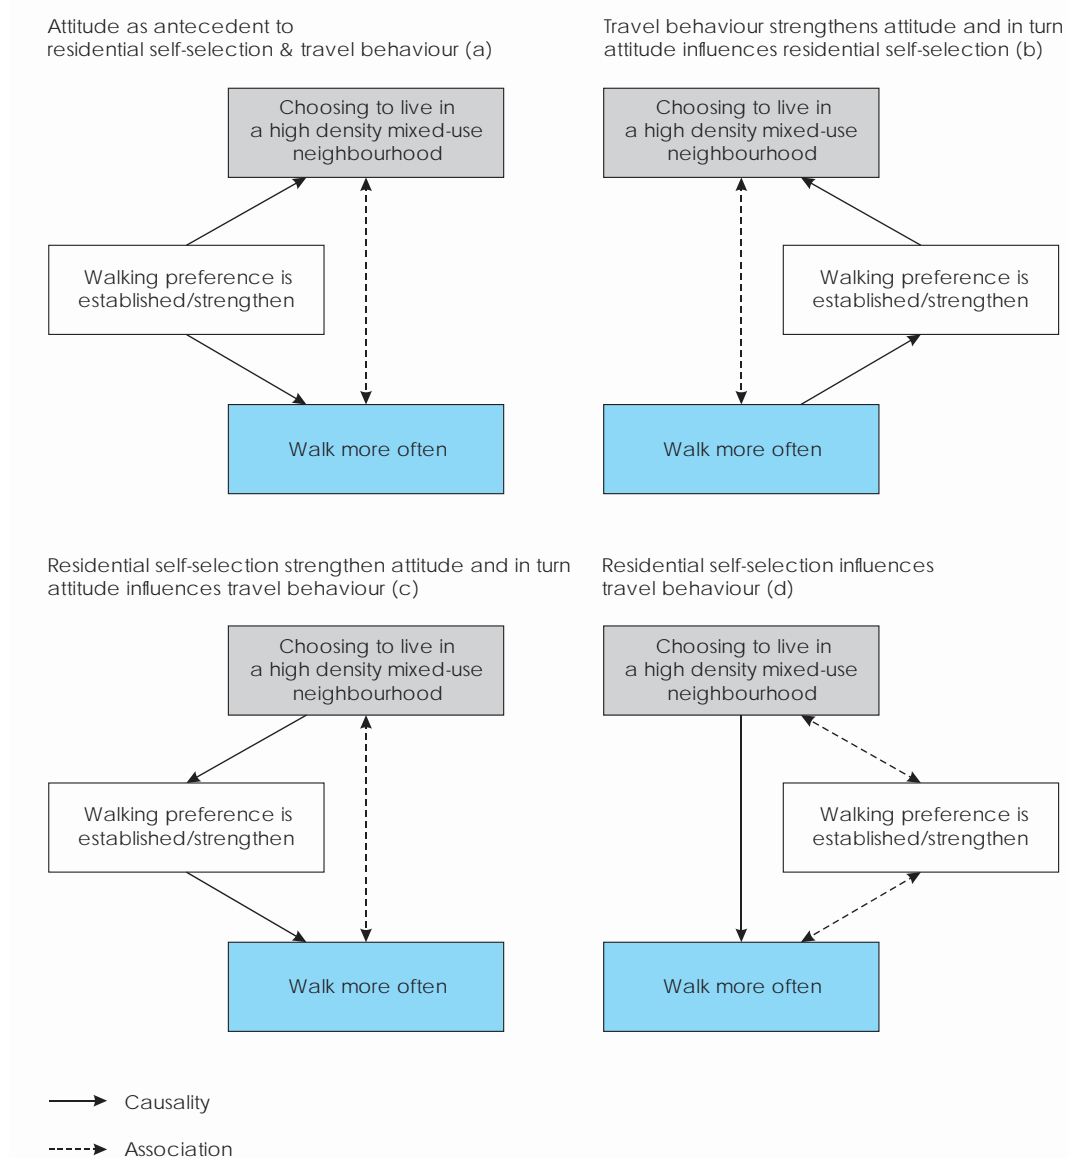 Attitude as antecedent to
residential self-selection & travel behaviour (a)
Choosing to live in
a high density mixed-use
neighbourhood
Walking preference is
established/strengthen
Walk more often
Travel behaviour strengthens attitude and in turn
attitude influences residential self-selection (b)
Choosing to live in
a high density mixed-use
neighbourhood
Walking preference is
established/strengthen
Walk more often
Residential self-selection strengthen attitude and in turn
attitude influences travel behaviour (c)
Choosing to live in
a high density mixed-use
neighbourhood
Walking preference is
established/strengthen
Walk more often
Residential self-selection influences
travel behaviour (d)
Choosing to live in
a high density mixed-use
neighbourhood
Walking preference is
established/strengthen
Walk more often
Causality
Association